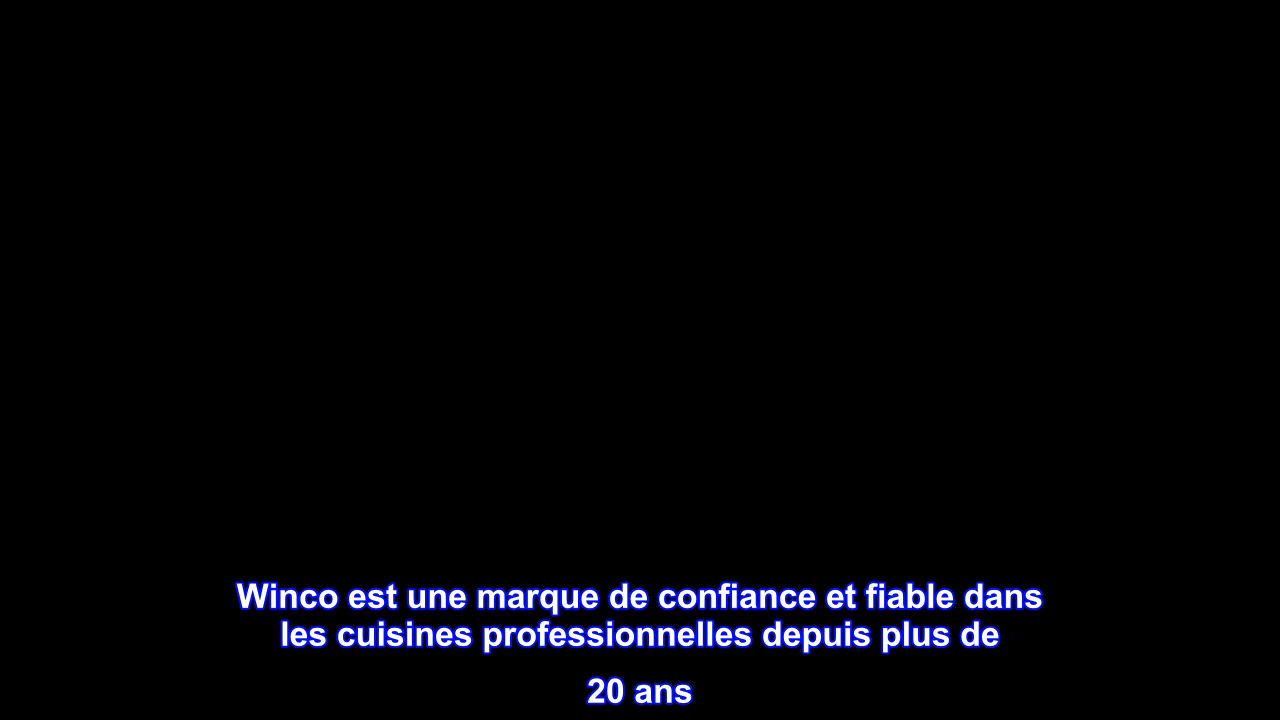 Winco est une marque de confiance et fiable dans
les cuisines professionnelles depuis plus de
20 ans